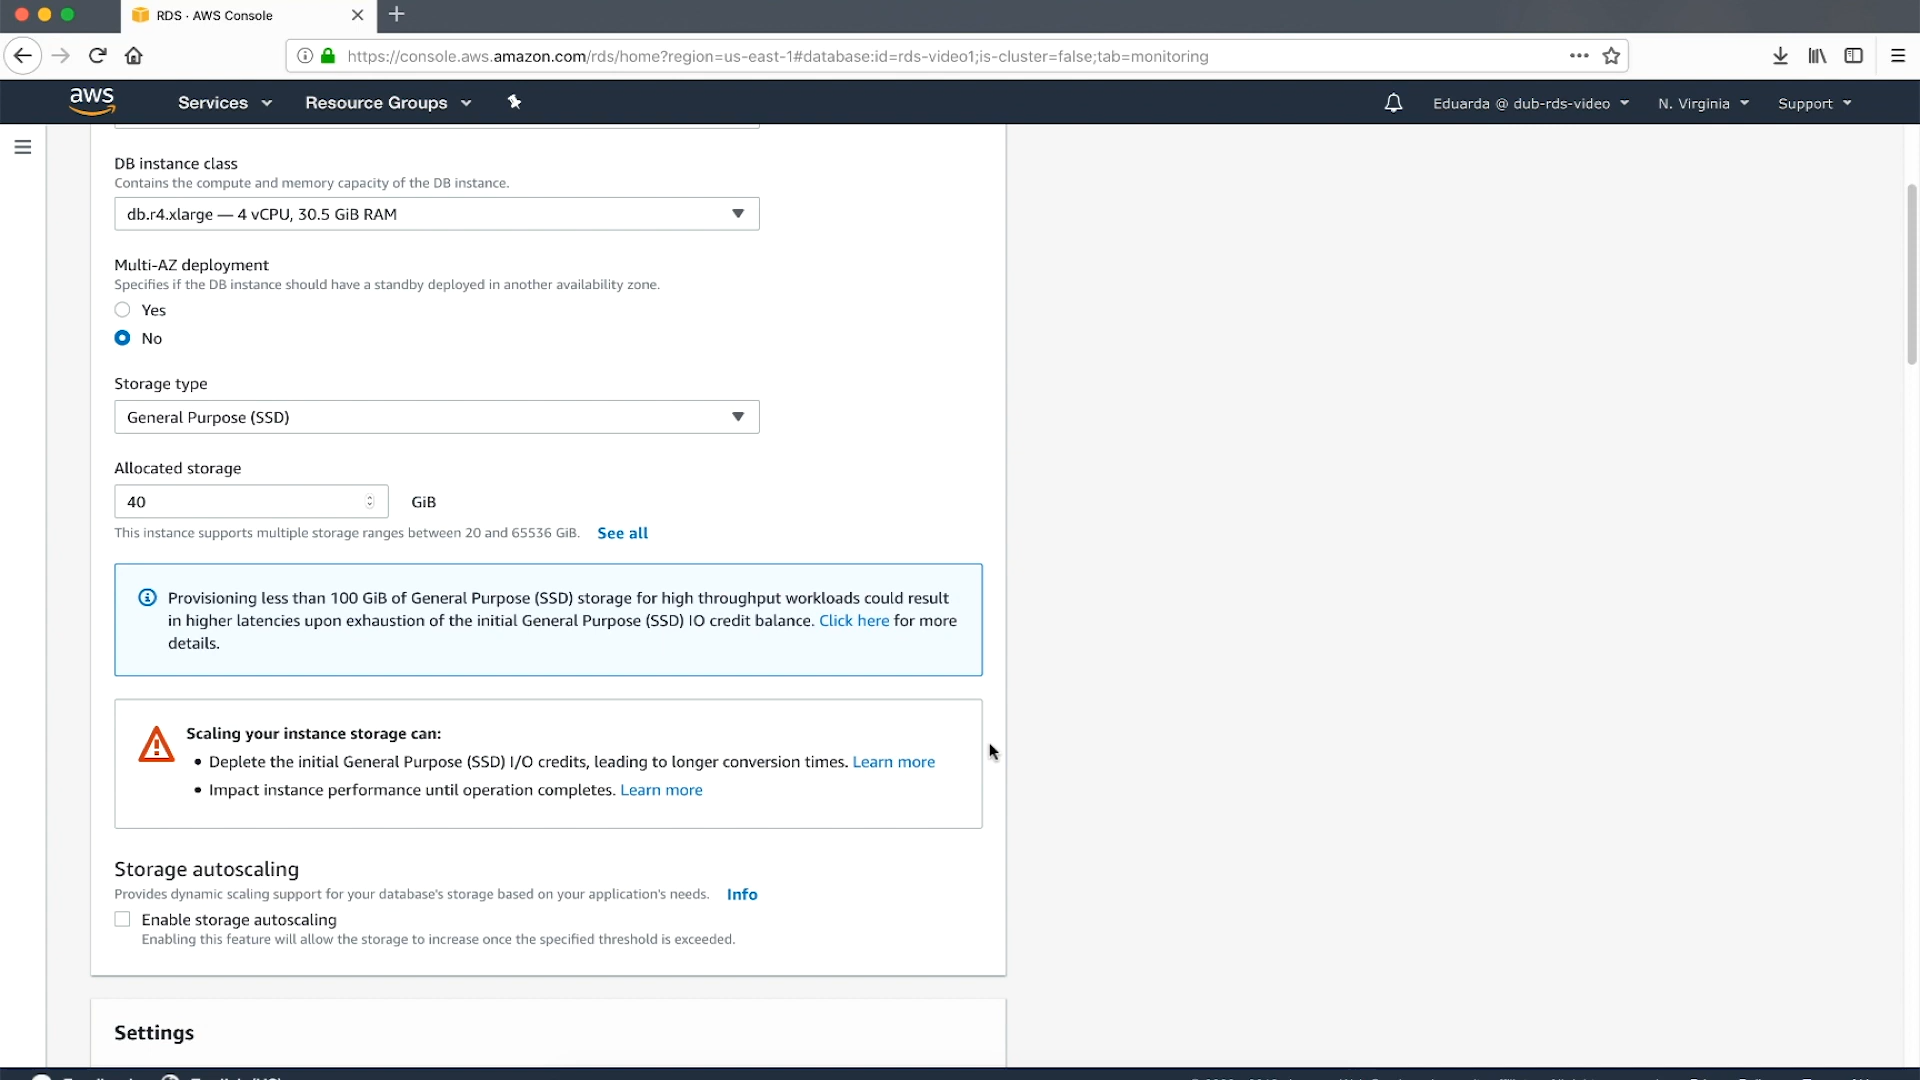 RDS · AWS Console
https://console.aws.amazon.com/rds/home?region=us-east-1#database:id=rds-video1;is-cluster=false;tab=monitoring
aws Services Resource Groups Eduarda @ dub-rds-video N. Virginia Support
DB instance class
Contains the compute and memory capacity of the DB instance.
db.r4.xlarge — 4 vCPU, 30.5 GiB RAM
Multi-AZ deployment
Specifies if the DB instance should have a standby deployed in another availability zone.
Yes
No
Storage type
General Purpose (SSD)
Allocated storage
40 GiB
This instance supports multiple storage ranges between 20 and 65536 GiB. See all
Provisioning less than 100 GiB of General Purpose (SSD) storage for high throughput workloads could result
in higher latencies upon exhaustion of the initial General Purpose (SSD) IO credit balance. Click here for more
details.
Scaling your instance storage can:
• Deplete the initial General Purpose (SSD) I/O credits, leading to longer conversion times. Learn more
• Impact instance performance until operation completes. Learn more
Storage autoscaling
Provides dynamic scaling support for your database's storage based on your application's needs. Info
Enable storage autoscaling
Enabling this feature will allow the storage to increase once the specified threshold is exceeded.
Settings